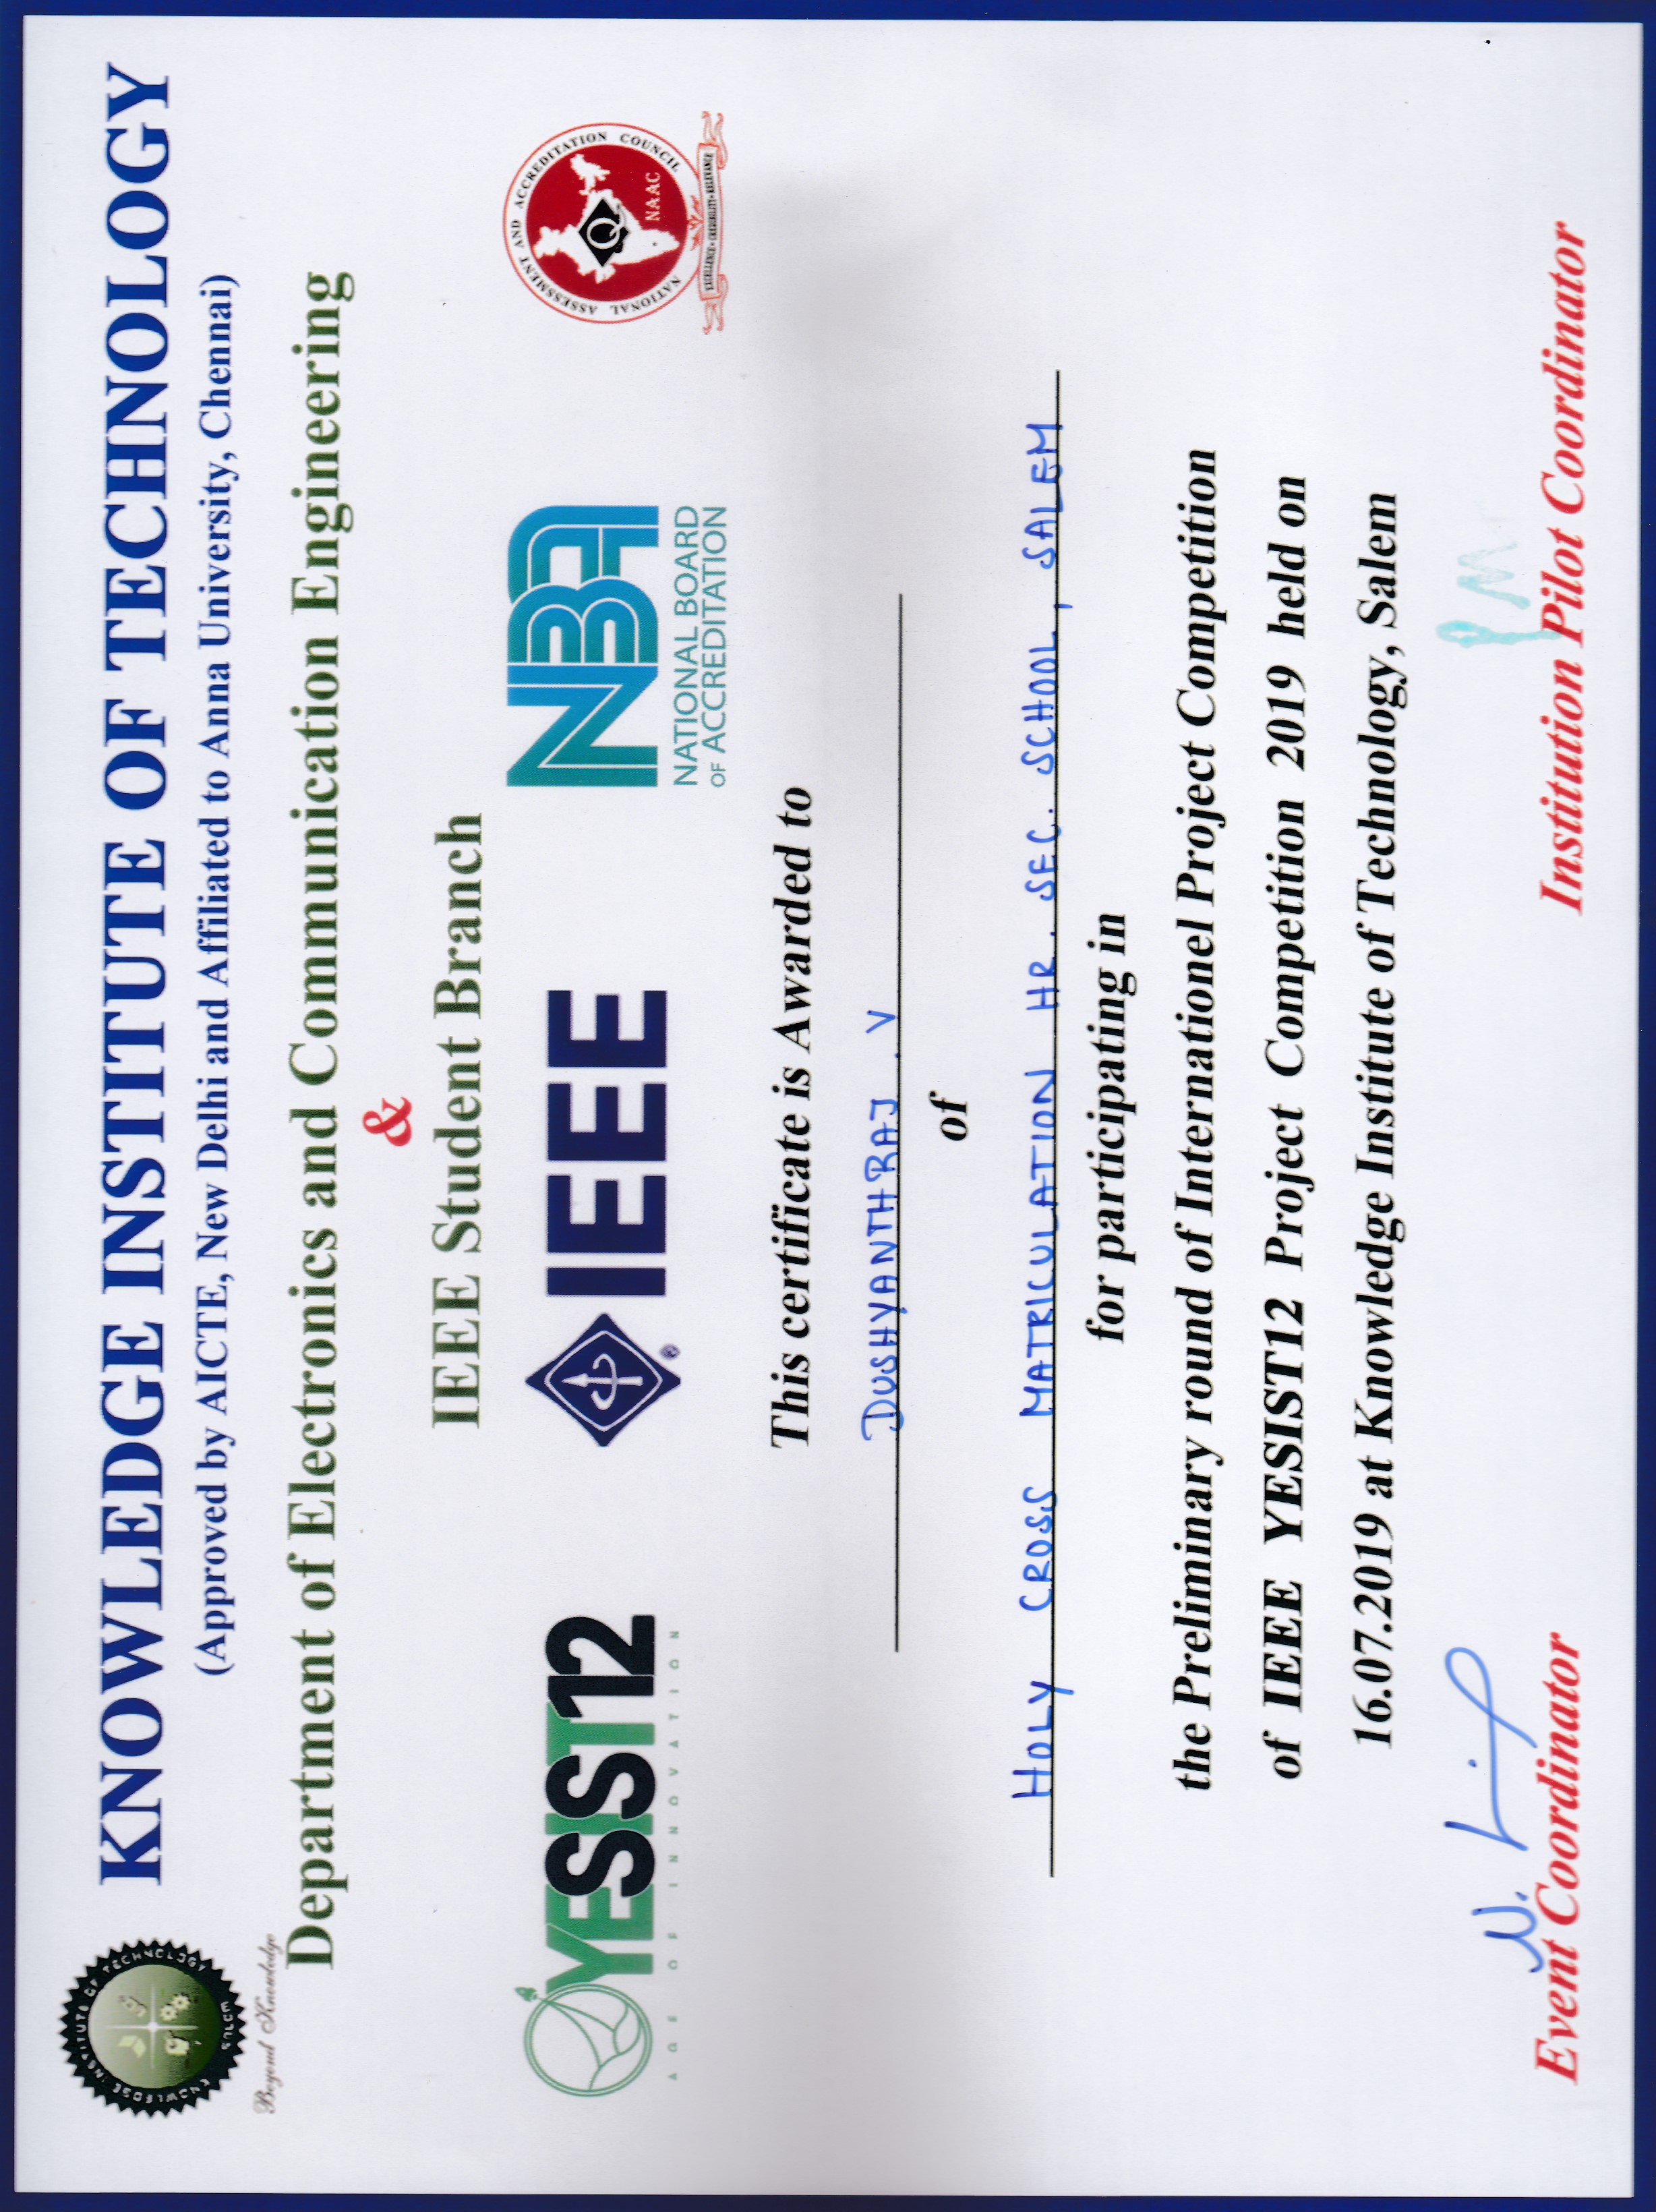 KNOWLEDGE INSTITUTE OF TECHNOLOGY
SALEM
Beyond Knowledge
KNOWLEDGE INSTITUTE OF TECHNOLOGY
(Approved by AICTE, New Delhi and Affiliated to Anna University, Chennai)
Department of Electronics and Communication Engineering
&
IEEE Student Branch
YESIST12
AGE OF INNOVATION
IEEE
®
NBA
NATIONAL BOARD
OF ACCREDITATION
NATIONAL ASSESSMENT AND ACCREDITATION COUNCIL
Q
NAAC
EXCELLENCE • CREDIBILITY • RELEVANCE
This certificate is Awarded to
DUSHYANTHRAJ . V
of
HOLY CROSS MATRICULATION HR. SEC. SCHOOL, SALEM
for participating in
the Preliminary round of Internationel Project Competition
of IEEE YESIST12 Project Competition 2019 held on
16.07.2019 at Knowledge Institute of Technology, Salem
Event Coordinator
Institution Pilot Coordinator